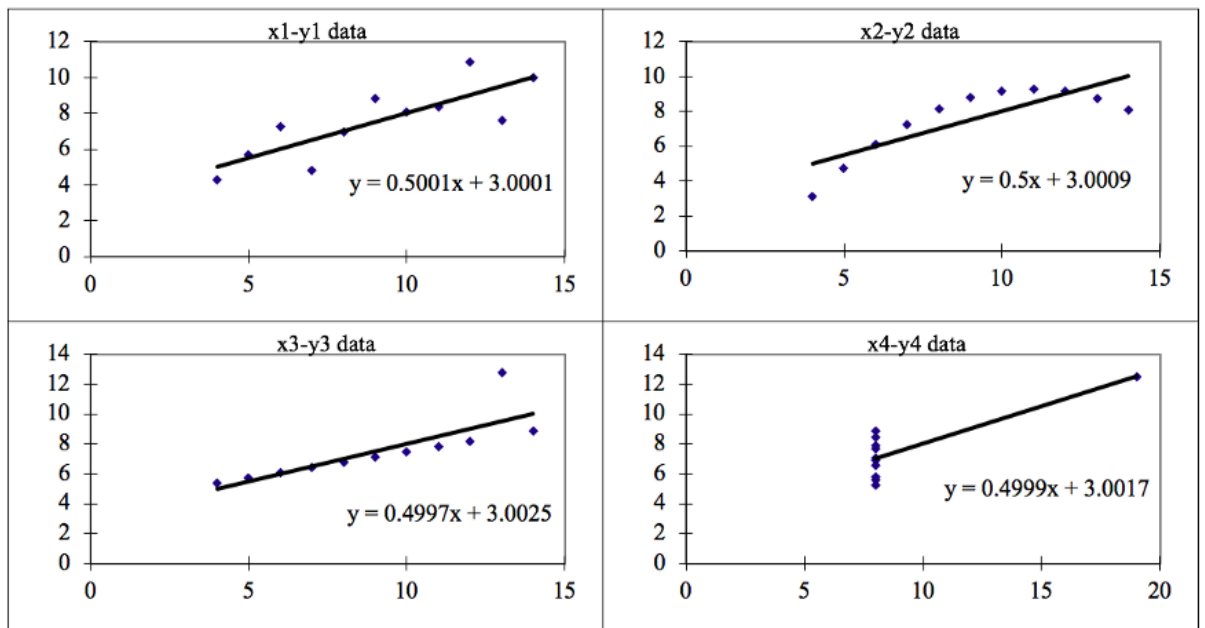 x1-y1 data
12
10
8
6
4
2
0
y = 0.5001x + 3.0001
0 5 10 15
x2-y2 data
12
10
8
6
4
2
0
y = 0.5x + 3.0009
0 5 10 15
x3-y3 data
14
12
10
8
6
4
2
0
y = 0.4997x + 3.0025
0 5 10 15
x4-y4 data
14
12
10
8
6
4
2
0
y = 0.4999x + 3.0017
0 5 10 15 20